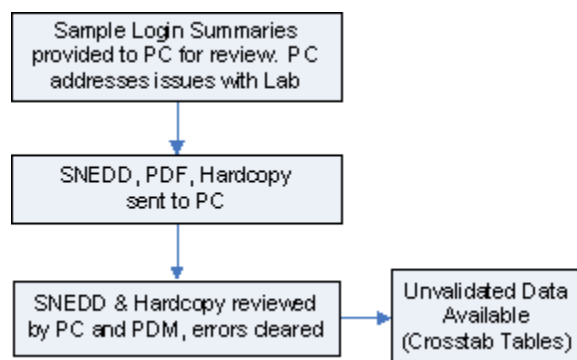 Sample Login Summaries
provided to PC for review. PC
addresses issues with Lab
SNEDD, PDF, Hardcopy
sent to PC
SNEDD & Hardcopy reviewed
by PC and PDM, errors cleared
Unvalidated Data
Available
(Crosstab Tables)